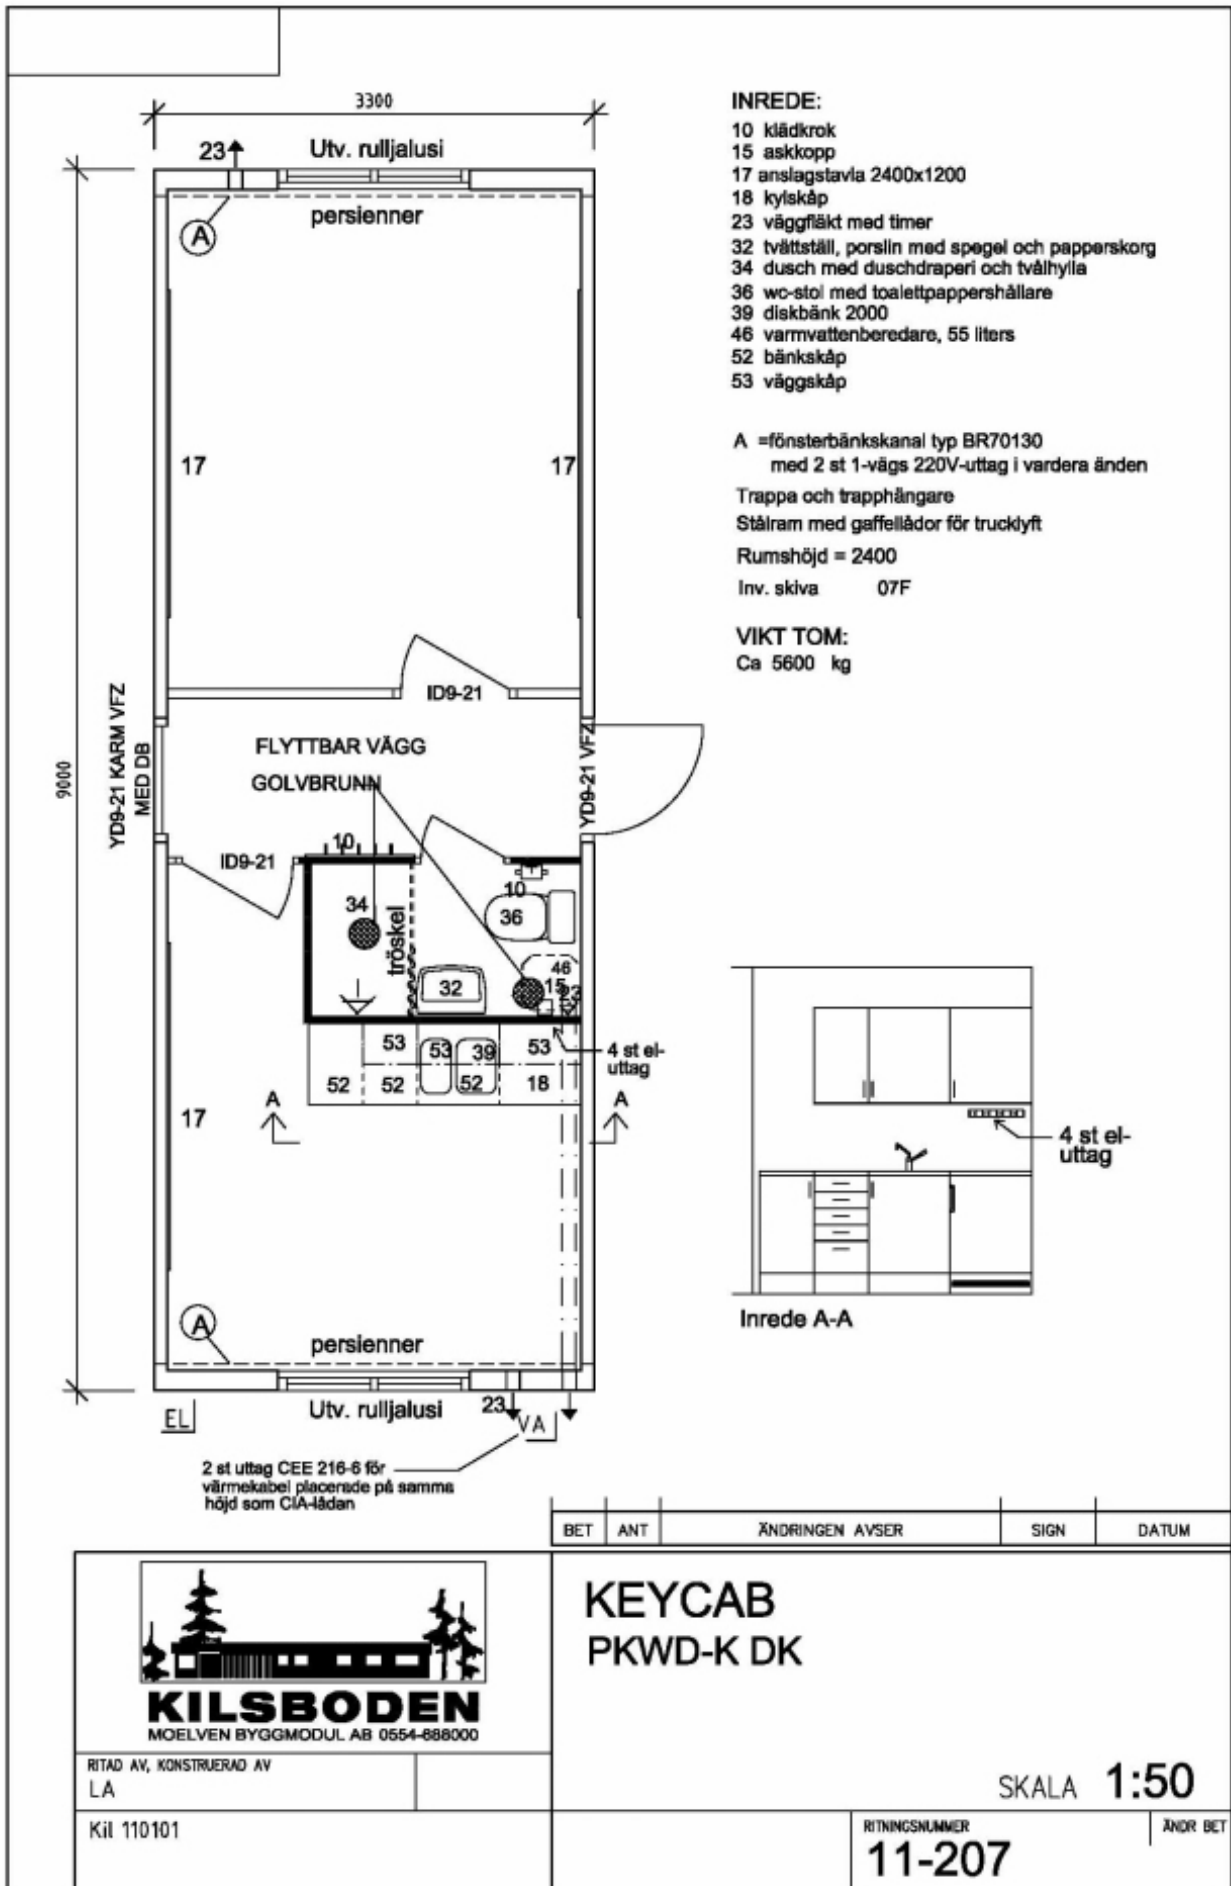 3300
23
Utv. rulljalusi
persienner
A
17
17
9000
YD9-21 KARM VFZ
MED DB
ID9-21
FLYTTBAR VÄGG
GOLVBRUNN
YD9-21 VFZ
ID9-21
10
34
tröskel
10
36
32
46
15
23
53
53
39
53
52
52
52
18
4 st el-
uttag
17
A
A
A
persienner
EL
Utv. rulljalusi
23
VA
2 st uttag CEE 216-6 för
värmekabel placerade på samma
höjd som CIA-lådan
INREDE:
10 klädkrok
15 askkopp
17 anslagstavla 2400x1200
18 kylskåp
23 väggfläkt med timer
32 tvättställ, porslin med spegel och papperskorg
34 dusch med duschdraperi och tvålhylla
36 wc-stol med toalettpappershållare
39 diskbänk 2000
46 varmvattenberedare, 55 liters
52 bänkskåp
53 väggskåp
A =fönsterbänkskanal typ BR70130
med 2 st 1-vägs 220V-uttag i vardera änden
Trappa och trapphängare
Stålram med gaffellådor för trucklyft
Rumshöjd = 2400
Inv. skiva 07F
VIKT TOM:
Ca 5600 kg
4 st el-
uttag
Inrede A-A
BET ANT ÄNDRINGEN AVSER SIGN DATUM
KILSBODEN
MOELVEN BYGGMODUL AB 0554-688000
RITAD AV, KONSTRUERAD AV
LA
Kil 110101
KEYCAB
PKWD-K DK
SKALA 1:50
RITNINGSNUMMER
11-207
ÄNDR BET